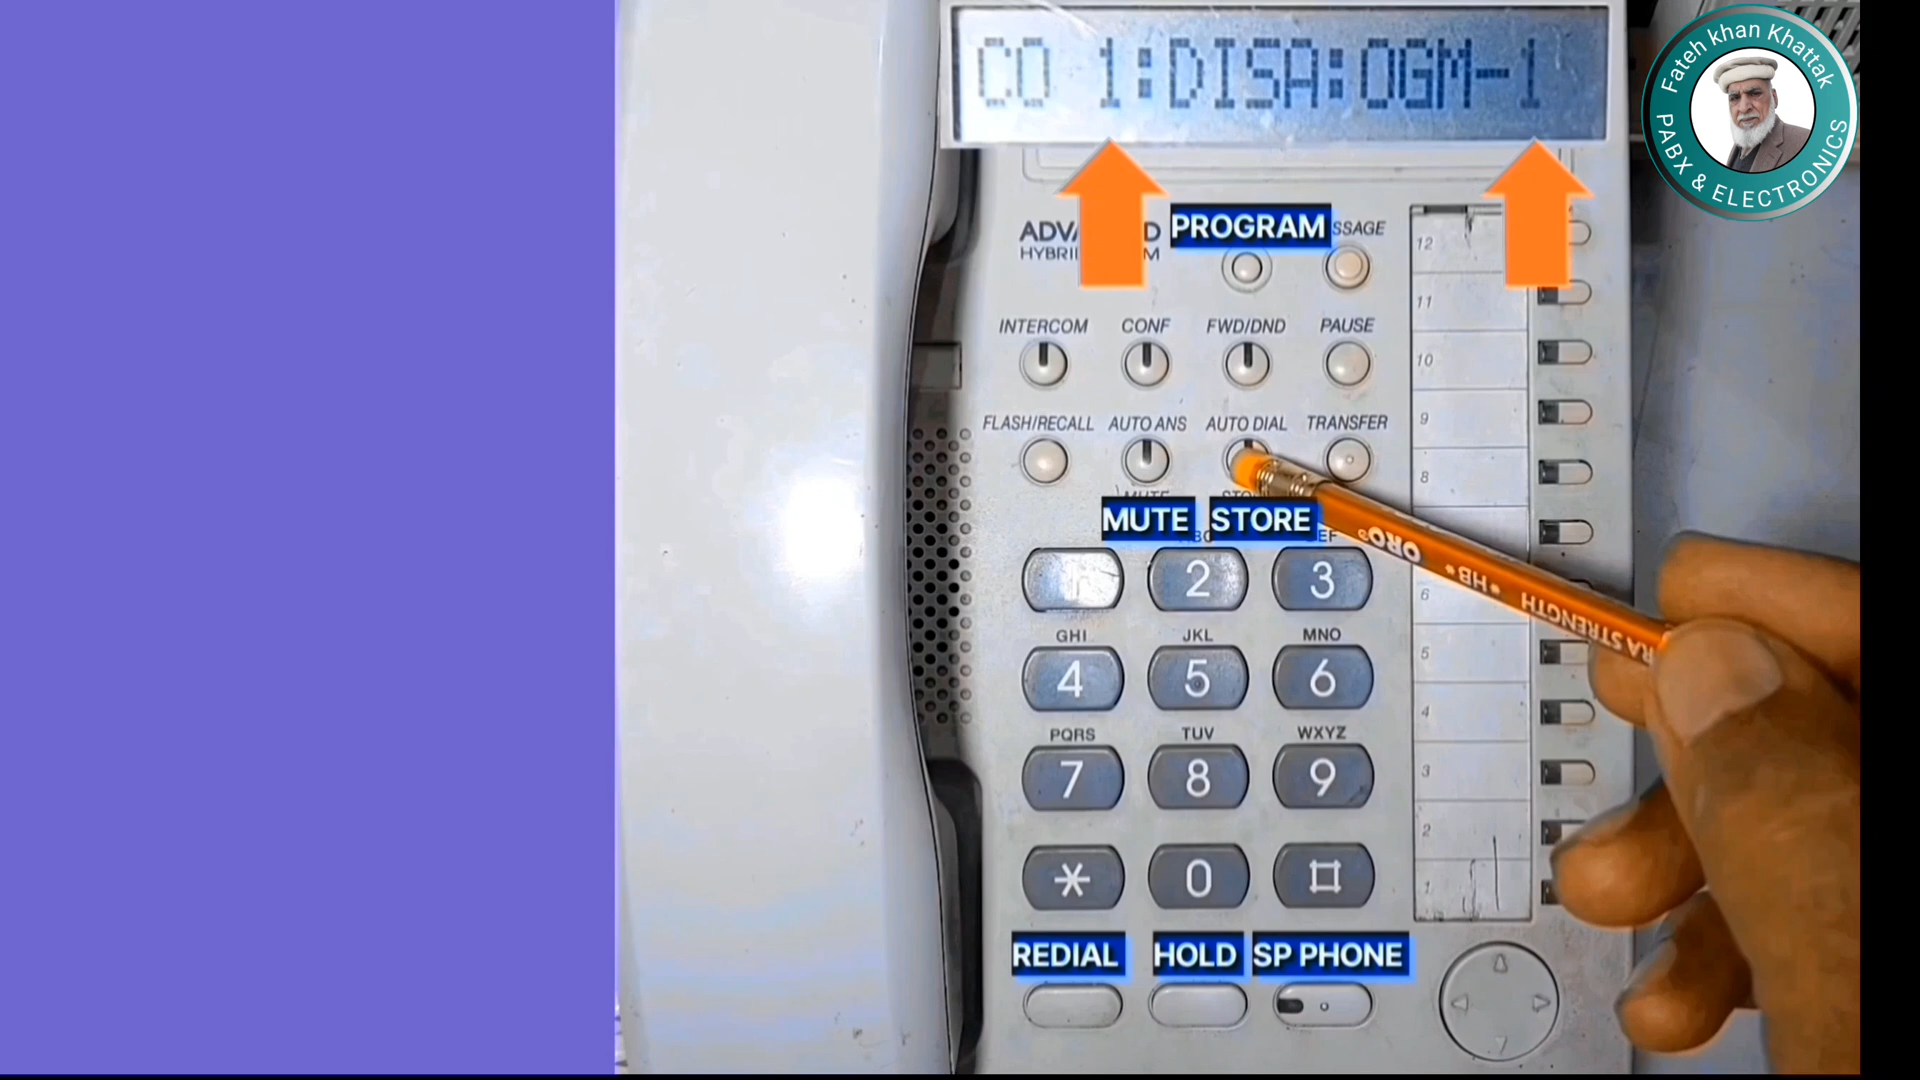 CO 1:DISA:OGM-1
Fateh khan Khattak
PABX & ELECTRONICS
PROGRAM
SSAGE
HYBRI
INTERCOM CONF FWD/DND PAUSE
FLASH/RECALL AUTO ANS AUTO DIAL TRANSFER
MUTE STORE
1 2 3
GHI JKL MNO
4 5 6
PQRS TUV WXYZ
7 8 9
* 0 #
REDIAL HOLD SP PHONE
12
11
10
9
8
6
5
4
3
2
1
ORO
HB
RA STRENGTH